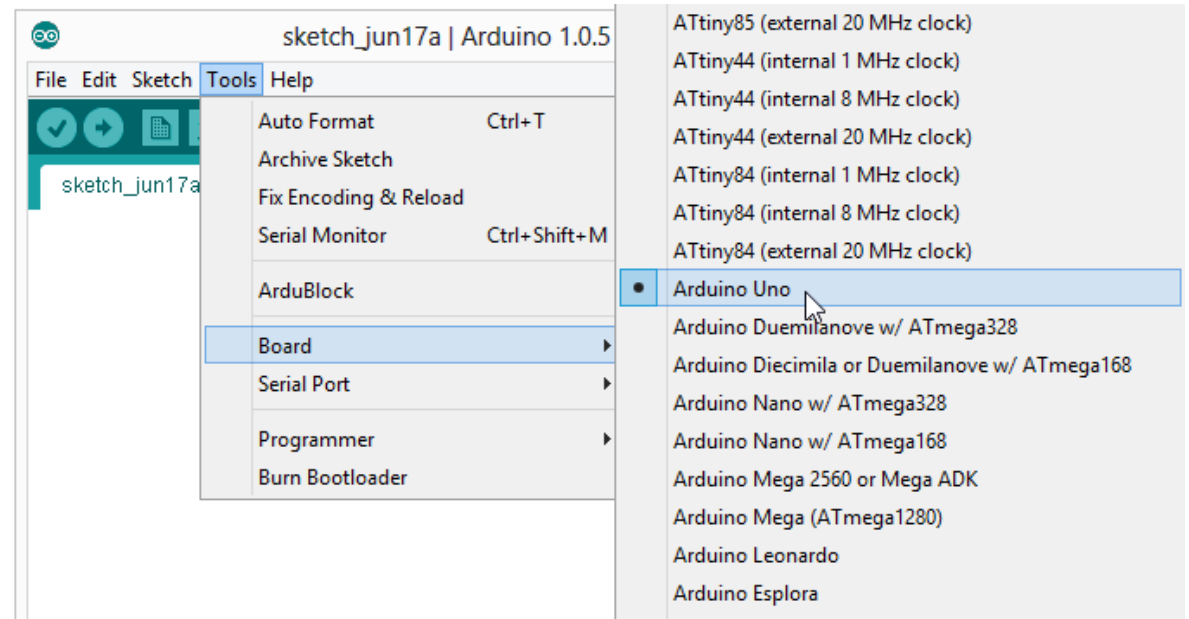 sketch_jun17a | Arduino 1.0.5
File Edit Sketch Tools Help
sketch_jun17a
Auto Format Ctrl+T
Archive Sketch
Fix Encoding & Reload
Serial Monitor Ctrl+Shift+M
ArduBlock
Board
Serial Port
Programmer
Burn Bootloader
ATtiny85 (external 20 MHz clock)
ATtiny44 (internal 1 MHz clock)
ATtiny44 (internal 8 MHz clock)
ATtiny44 (external 20 MHz clock)
ATtiny84 (internal 1 MHz clock)
ATtiny84 (internal 8 MHz clock)
ATtiny84 (external 20 MHz clock)
Arduino Uno
Arduino Duemilanove w/ ATmega328
Arduino Diecimila or Duemilanove w/ ATmega168
Arduino Nano w/ ATmega328
Arduino Nano w/ ATmega168
Arduino Mega 2560 or Mega ADK
Arduino Mega (ATmega1280)
Arduino Leonardo
Arduino Esplora